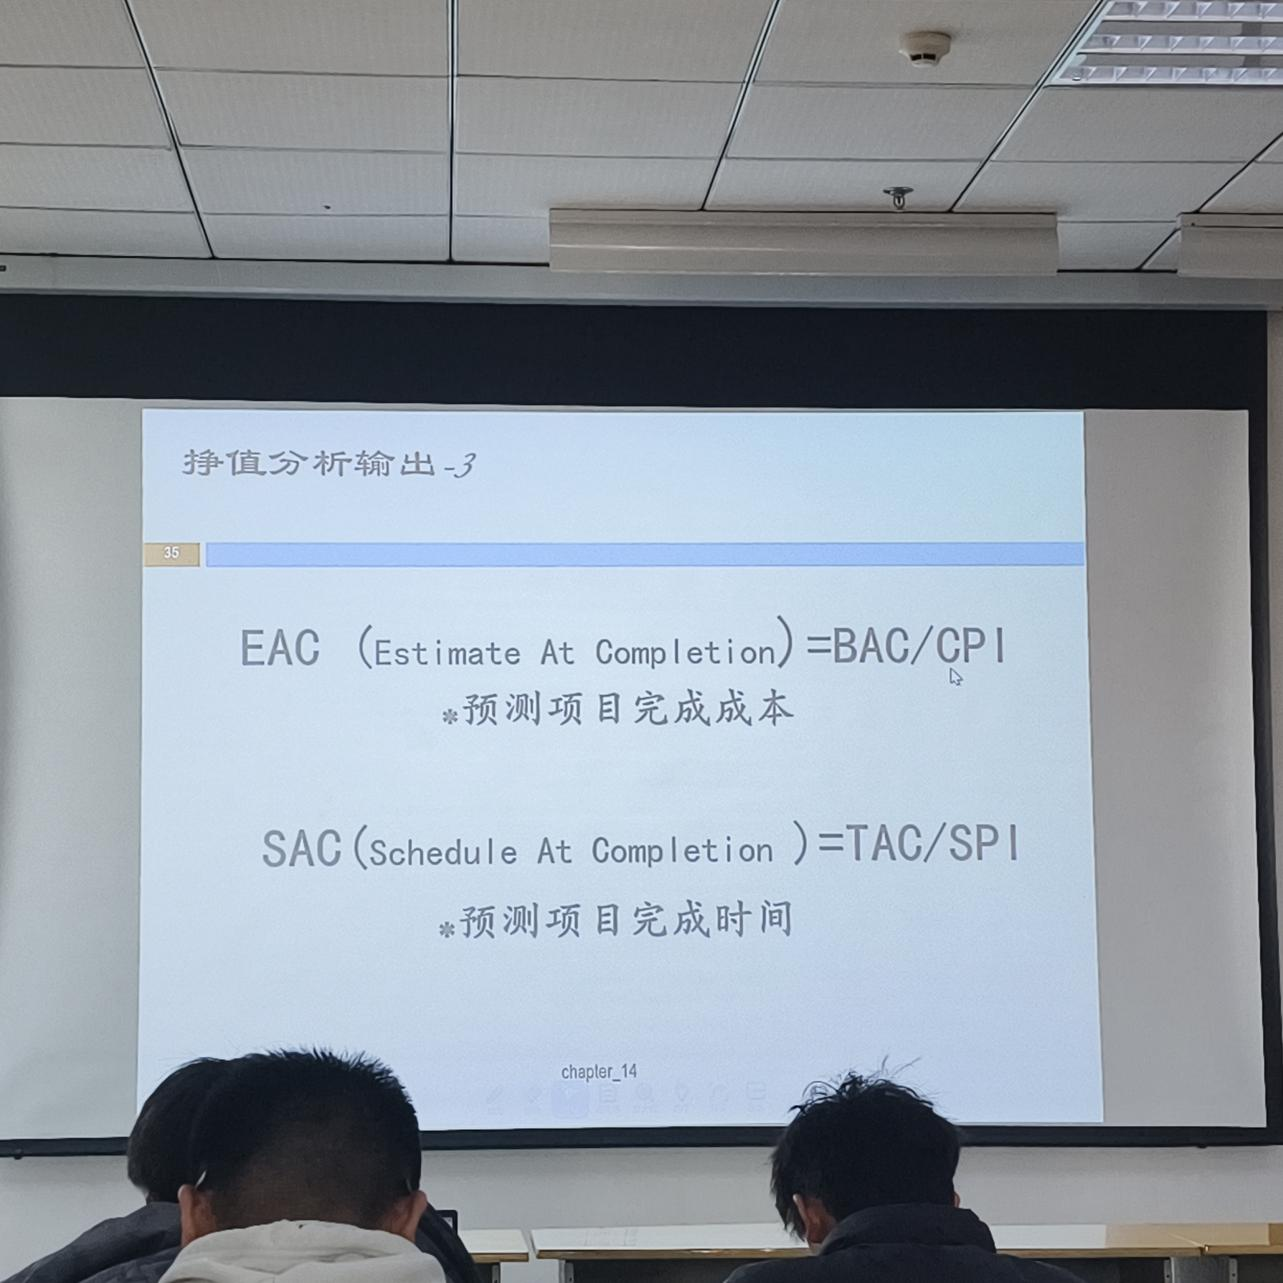 挣值分析输出-3
35
EAC (Estimate At Completion)=BAC/CPI
*预测项目完成成本
SAC(Schedule At Completion )=TAC/SPI
*预测项目完成时间
chapter_14